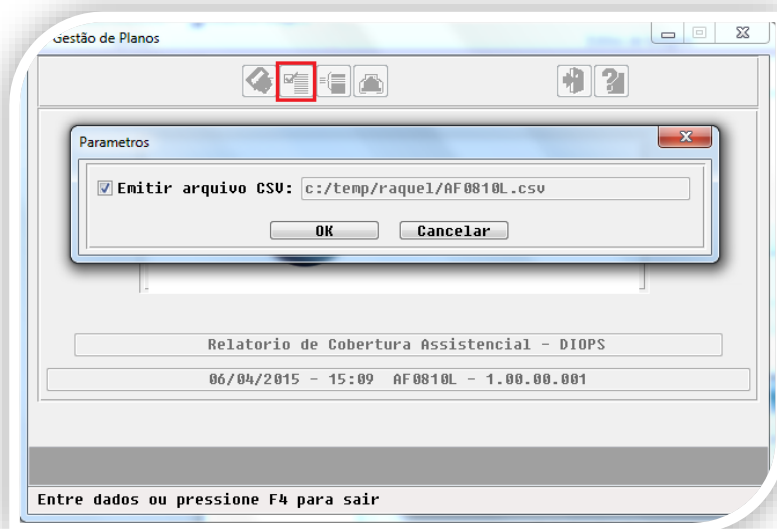 Gestão de Planos
Parametros
Emitir arquivo CSV: c:/temp/raquel/AF0810L.csv
OK Cancelar
Relatorio de Cobertura Assistencial - DIOPS
06/04/2015 - 15:09 AF0810L - 1.00.00.001
Entre dados ou pressione F4 para sair